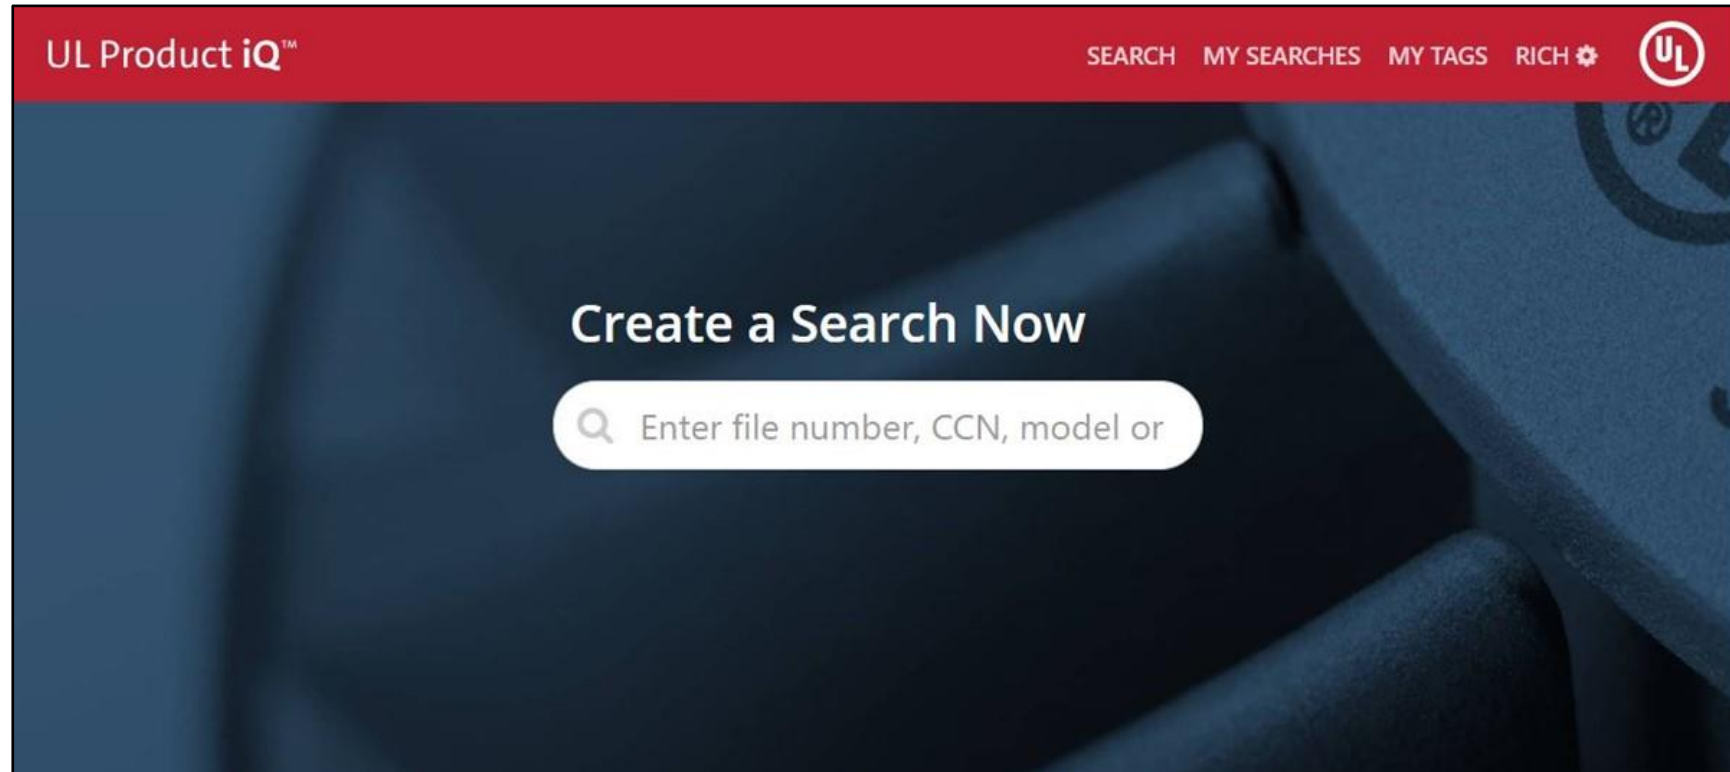 UL Product iQ™
SEARCH MY SEARCHES MY TAGS RICH
UL
®
Create a Search Now
Enter file number, CCN, model or